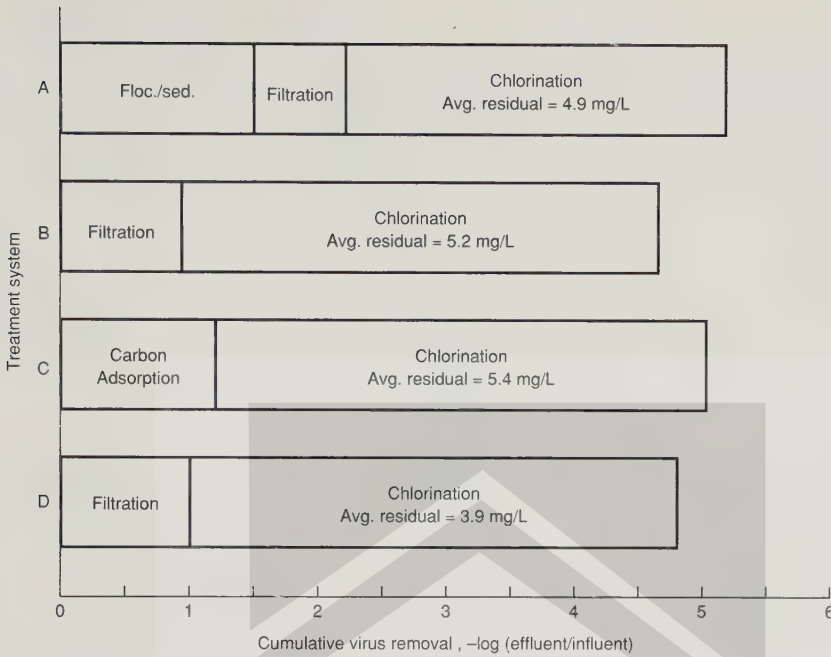 A
Floc./sed.
Filtration
Chlorination
Avg. residual = 4.9 mg/L
B
Filtration
Chlorination
Avg. residual = 5.2 mg/L
Treatment system
C
Carbon
Adsorption
Chlorination
Avg. residual = 5.4 mg/L
D
Filtration
Chlorination
Avg. residual = 3.9 mg/L
0 1 2 3 4 5 6
Cumulative virus removal , –log (effluent/influent)